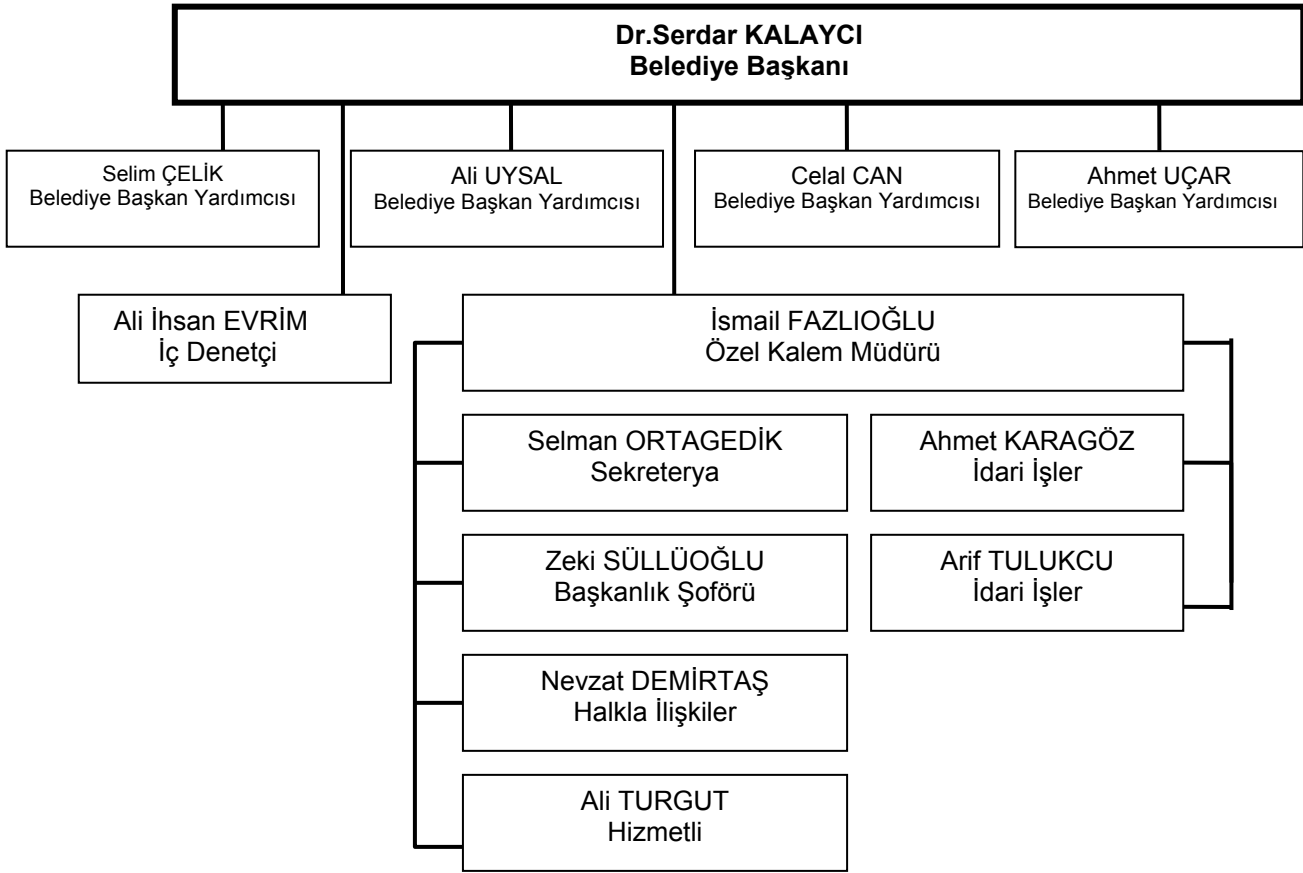 Dr.Serdar KALAYCI
Belediye Başkanı
Selim ÇELİK
Belediye Başkan Yardımcısı
Ali UYSAL
Belediye Başkan Yardımcısı
Celal CAN
Belediye Başkan Yardımcısı
Ahmet UÇAR
Belediye Başkan Yardımcısı
Ali İhsan EVRİM
İç Denetçi
İsmail FAZLIOĞLU
Özel Kalem Müdürü
Selman ORTAGEDİK
Sekreterya
Ahmet KARAGÖZ
İdari İşler
Zeki SÜLLÜOĞLU
Başkanlık Şoförü
Arif TULUKCU
İdari İşler
Nevzat DEMİRTAŞ
Halkla İlişkiler
Ali TURGUT
Hizmetli